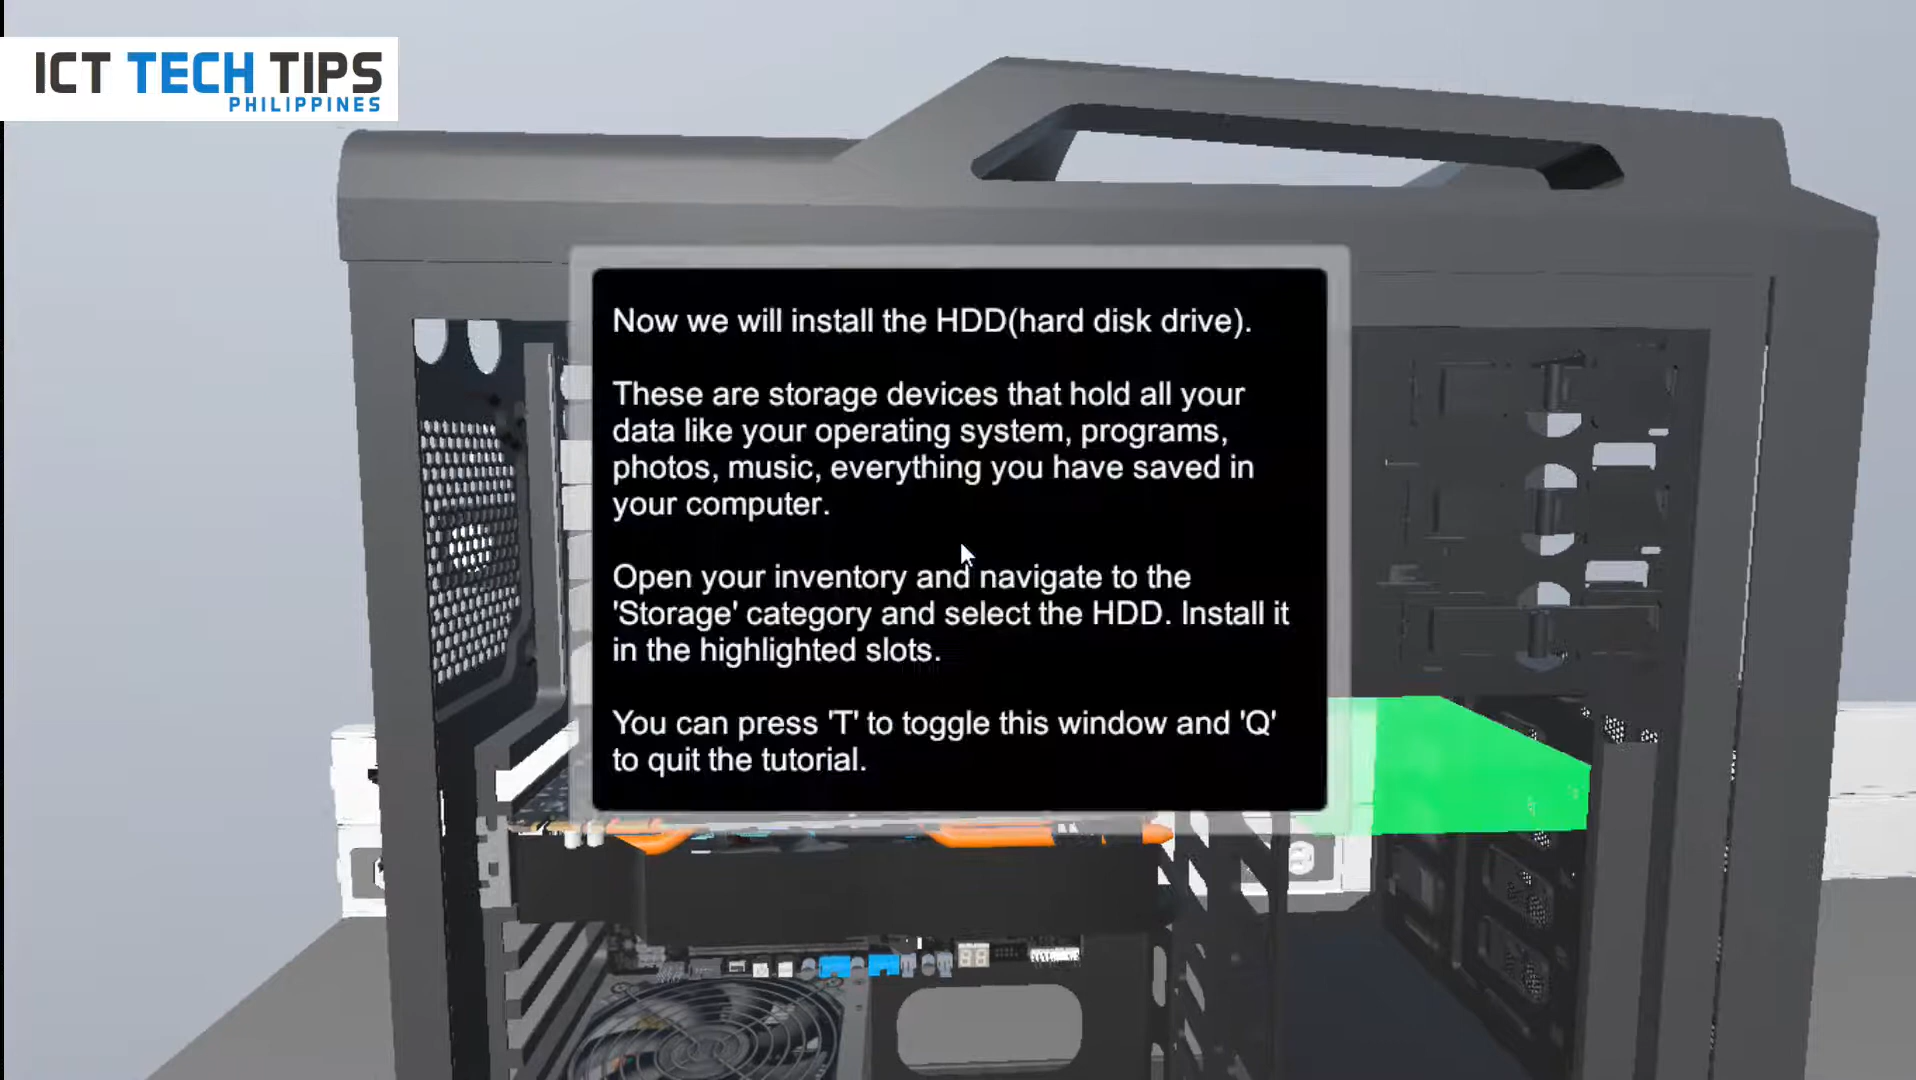 ICT TECH TIPS
PHILIPPINES
Now we will install the HDD(hard disk drive).
These are storage devices that hold all your
data like your operating system, programs,
photos, music, everything you have saved in
your computer.
Open your inventory and navigate to the
'Storage' category and select the HDD. Install it
in the highlighted slots.
You can press 'T' to toggle this window and 'Q'
to quit the tutorial.
88